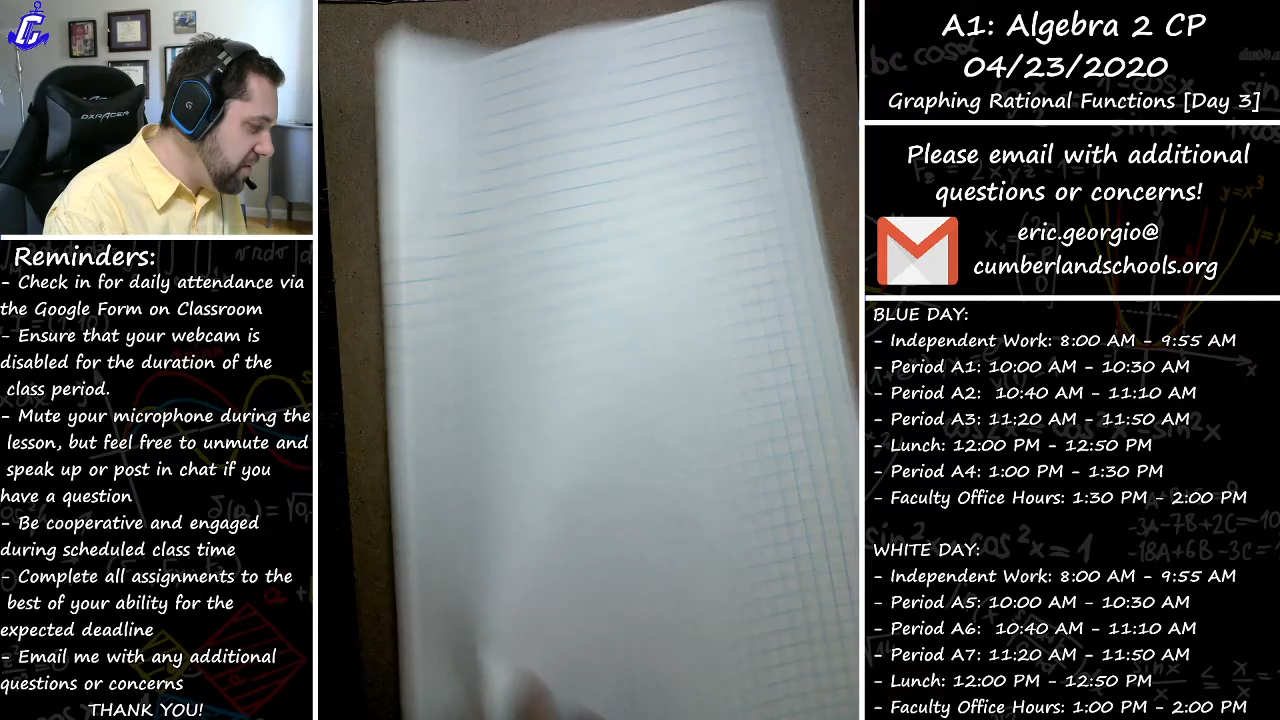 C
DXRACER
G
Reminders:
- Check in for daily attendance via
the Google Form on Classroom
- Ensure that your webcam is
disabled for the duration of the
class period.
- Mute your microphone during the
lesson, but feel free to unmute and
speak up or post in chat if you
have a question
- Be cooperative and engaged
during scheduled class time
- Complete all assignments to the
best of your ability for the
expected deadline
- Email me with any additional
questions or concerns
THANK YOU!
A1: Algebra 2 CP
04/23/2020
Graphing Rational Functions [Day 3]
Please email with additional
questions or concerns!
eric.georgio@
cumberlandschools.org
BLUE DAY:
- Independent Work: 8:00 AM - 9:55 AM
- Period A1: 10:00 AM - 10:30 AM
- Period A2: 10:40 AM - 11:10 AM
- Period A3: 11:20 AM - 11:50 AM
- Lunch: 12:00 PM - 12:50 PM
- Period A4: 1:00 PM - 1:30 PM
- Faculty Office Hours: 1:30 PM - 2:00 PM
WHITE DAY:
- Independent Work: 8:00 AM - 9:55 AM
- Period A5: 10:00 AM - 10:30 AM
- Period A6: 10:40 AM - 11:10 AM
- Period A7: 11:20 AM - 11:50 AM
- Lunch: 12:00 PM - 12:50 PM
- Faculty Office Hours: 1:00 PM - 2:00 PM